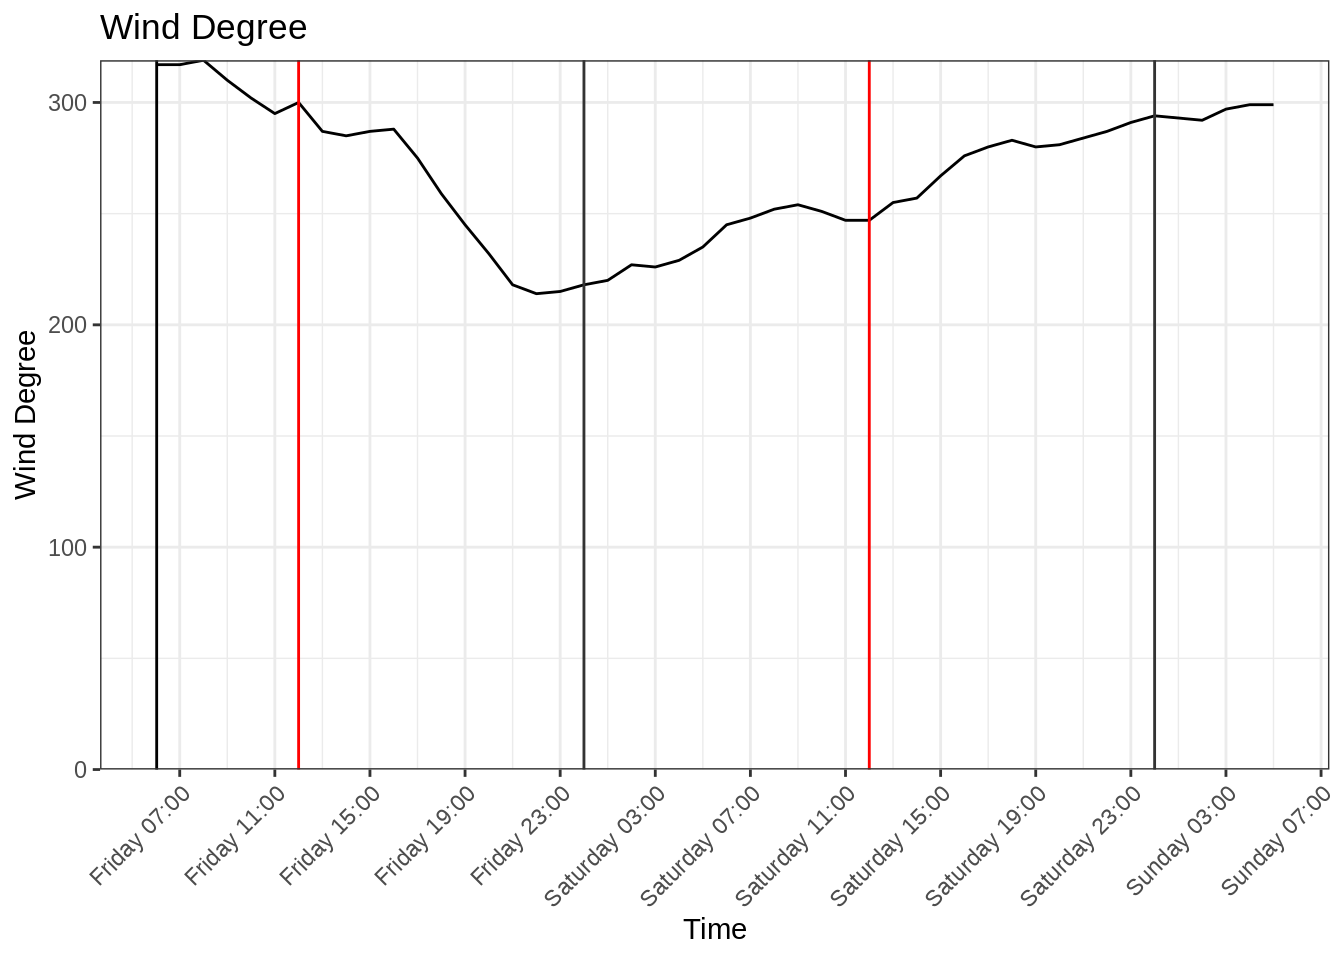 Wind Degree
Wind Degree
300
200
100
0
Friday 07:00
Friday 11:00
Friday 15:00
Friday 19:00
Friday 23:00
Saturday 03:00
Saturday 07:00
Saturday 11:00
Saturday 15:00
Saturday 19:00
Saturday 23:00
Sunday 03:00
Sunday 07:00
Time